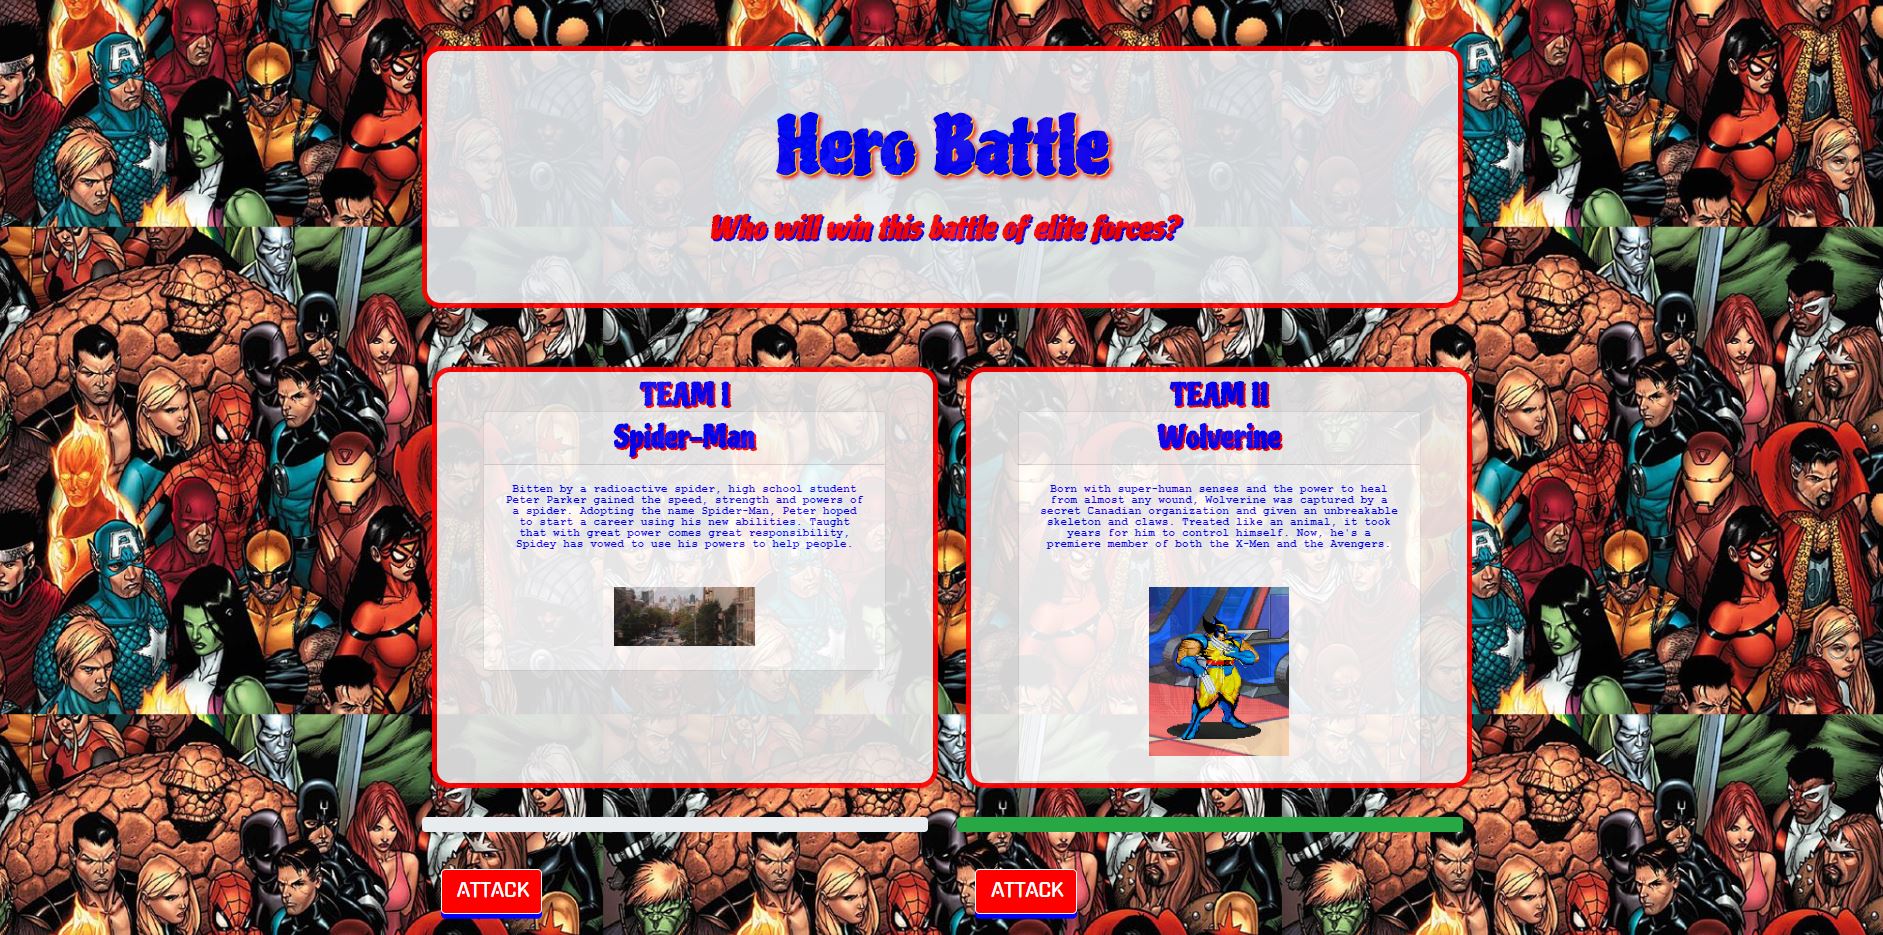 Hero Battle
Who will win this battle of elite forces?
TEAM I
Spider-Man
Bitten by a radioactive spider, high school student
Peter Parker gained the speed, strength and powers of
a spider. Adopting the name Spider-Man, Peter hoped
to start a career using his new abilities. Taught
that with great power comes great responsibility,
Spidey has vowed to use his powers to help people.
TEAM II
Wolverine
Born with super-human senses and the power to heal
from almost any wound, Wolverine was captured by a
secret Canadian organization and given an unbreakable
skeleton and claws. Treated like an animal, it took
years for him to control himself. Now, he's a
premiere member of both the X-Men and the Avengers.
ATTACK
ATTACK